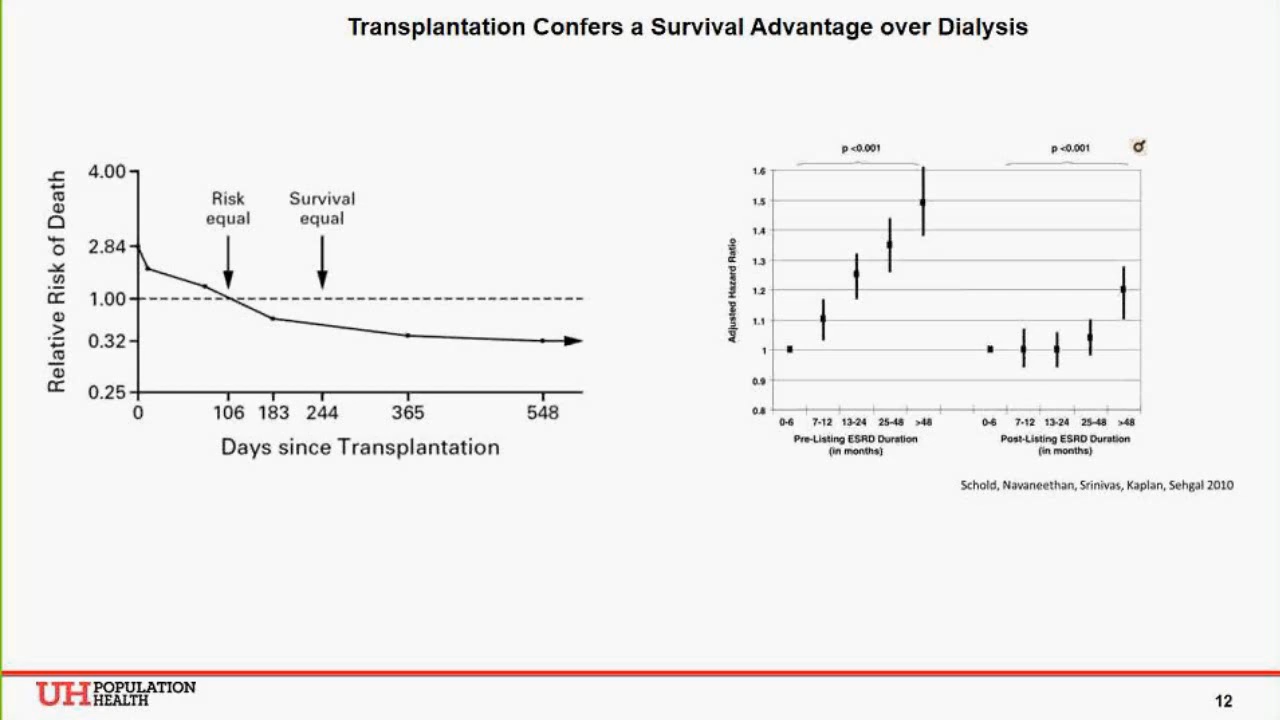 Transplantation Confers a Survival Advantage over Dialysis
Relative Risk of Death
4.00
2.84
1.00
0.32
0.25
Risk
equal
Survival
equal
0 106 183 244 365 548
Days since Transplantation
p <0.001 p <0.001
Adjusted Hazard Ratio
1.6
1.5
1.4
1.3
1.2
1.1
1
0.9
0.8
0-6 7-12 13-24 25-48 >48 0-6 7-12 13-24 25-48 >48
Pre-Listing ESRD Duration
(in months)
Post-Listing ESRD Duration
(in months)
Schold, Navaneethan, Srinivas, Kaplan, Sehgal 2010
UH POPULATION
HEALTH
12